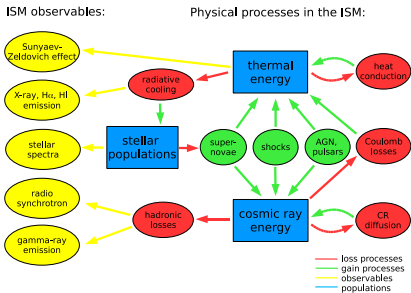 ISM observables:
Physical processes in the ISM:
Sunyaev-
Zeldovich effect
X-ray, Hα, HI
emission
stellar
spectra
radio
synchrotron
gamma-ray
emission
radiative
cooling
stellar
populations
hadronic
losses
thermal
energy
super-
novae
shocks
AGN,
pulsars
cosmic ray
energy
heat
conduction
Coulomb
losses
CR
diffusion
loss processes
gain processes
observables
populations